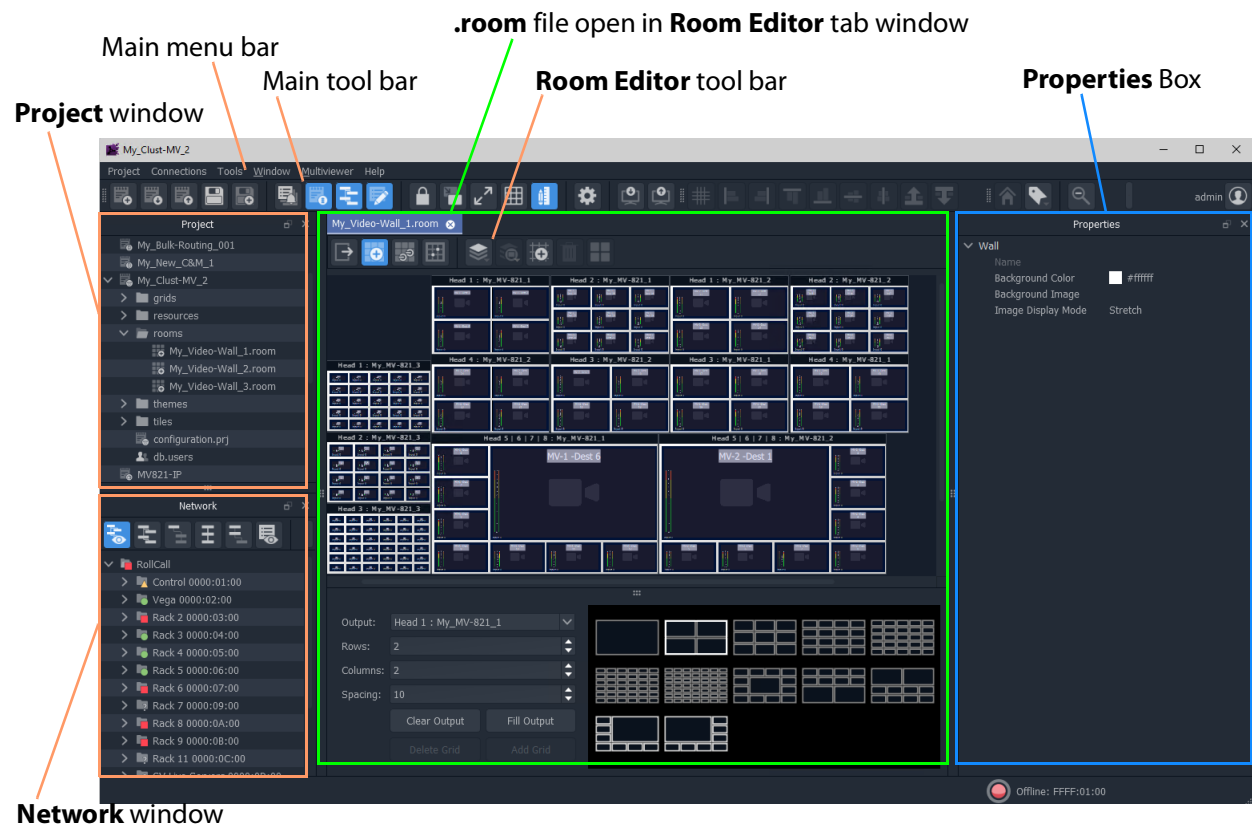 .room file open in Room Editor tab window
Main menu bar
Main tool bar
Room Editor tool bar
Properties Box
Project window
My_Clust-MV_2
Project Connections Tools Window Multiviewer Help
admin
Project
My_Bulk-Routing_001
My_New_C&M_1
My_Clust-MV_2
grids
resources
rooms
My_Video-Wall_1.room
My_Video-Wall_2.room
My_Video-Wall_3.room
themes
tiles
configuration.prj
db.users
MV821-IP
Network
RollCall
Control 0000:01:00
Vega 0000:02:00
Rack 2 0000:03:00
Rack 3 0000:04:00
Rack 4 0000:05:00
Rack 5 0000:06:00
Rack 6 0000:07:00
Rack 7 0000:09:00
Rack 8 0000:0A:00
Rack 9 0000:0B:00
Rack 11 0000:0C:00
My_Video-Wall_1.room
Head 1 : My_MV-821_1
Head 2 : My_MV-821_1
Head 1 : My_MV-821_2
Head 2 : My_MV-821_2
Head 4 : My_MV-821_2
Head 3 : My_MV-821_2
Head 3 : My_MV-821_1
Head 4 : My_MV-821_1
Head 1 : My_MV-821_3
Head 2 : My_MV-821_3
Head 5 | 6 | 7 | 8 : My_MV-821_1
Head 5 | 6 | 7 | 8 : My_MV-821_2
MV-1 -Dest 6
MV-2 -Dest 1
Head 3 : My_MV-821_3
Output: Head 1 : My_MV-821_1
Rows: 2
Columns: 2
Spacing: 10
Clear Output Fill Output
Delete Grid Add Grid
Properties
Wall
Name
Background Color #ffffff
Background Image
Image Display Mode Stretch
Offline: FFFF:01:00
Network window